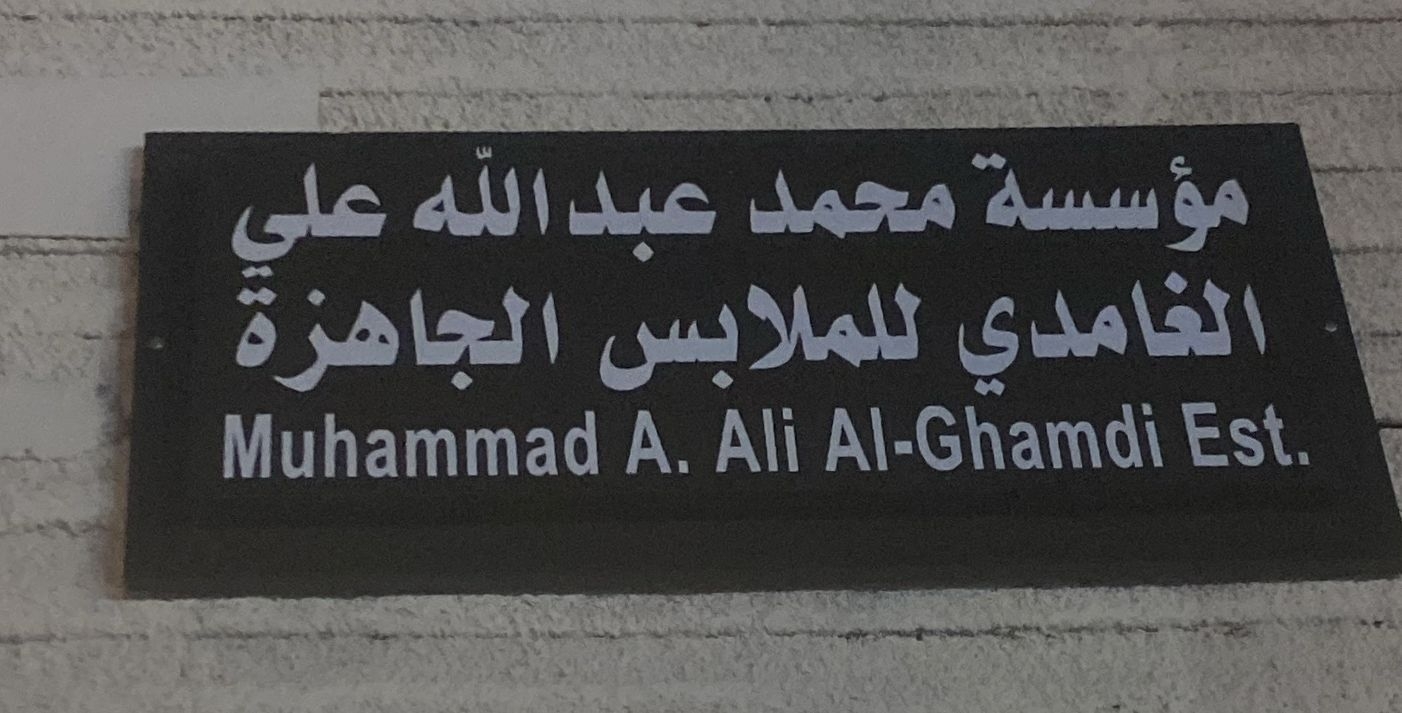 مؤسسة محمد عبدالله علي
الغامدي للملابس الجاهزة
Muhammad A. Ali Al-Ghamdi Est.